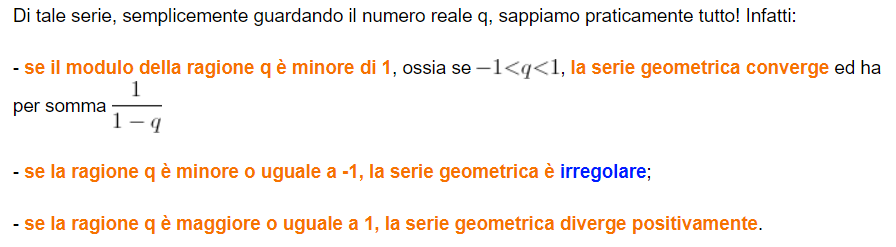 Di tale serie, semplicemente guardando il numero reale q, sappiamo praticamente tutto! Infatti:
- se il modulo della ragione q è minore di 1, ossia se −1<q<1, la serie geometrica converge ed ha
per somma 1/(1 − q)
- se la ragione q è minore o uguale a -1, la serie geometrica è irregolare;
- se la ragione q è maggiore o uguale a 1, la serie geometrica diverge positivamente.